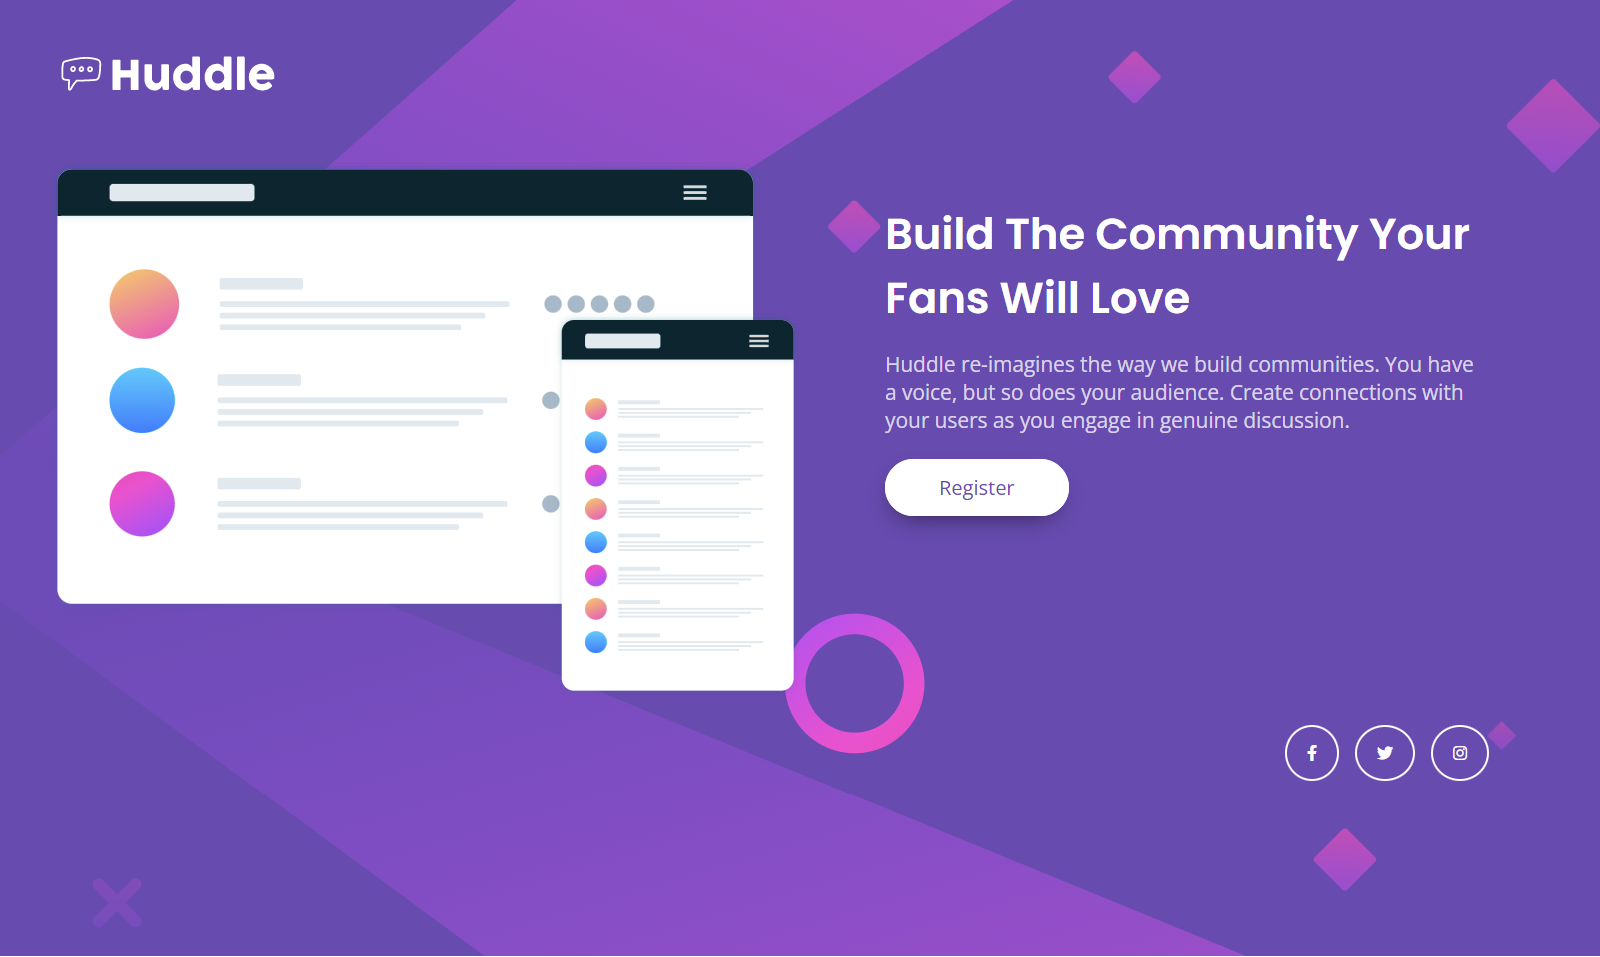 Huddle
Build The Community Your
Fans Will Love
Huddle re-imagines the way we build communities. You have
a voice, but so does your audience. Create connections with
your users as you engage in genuine discussion.
Register